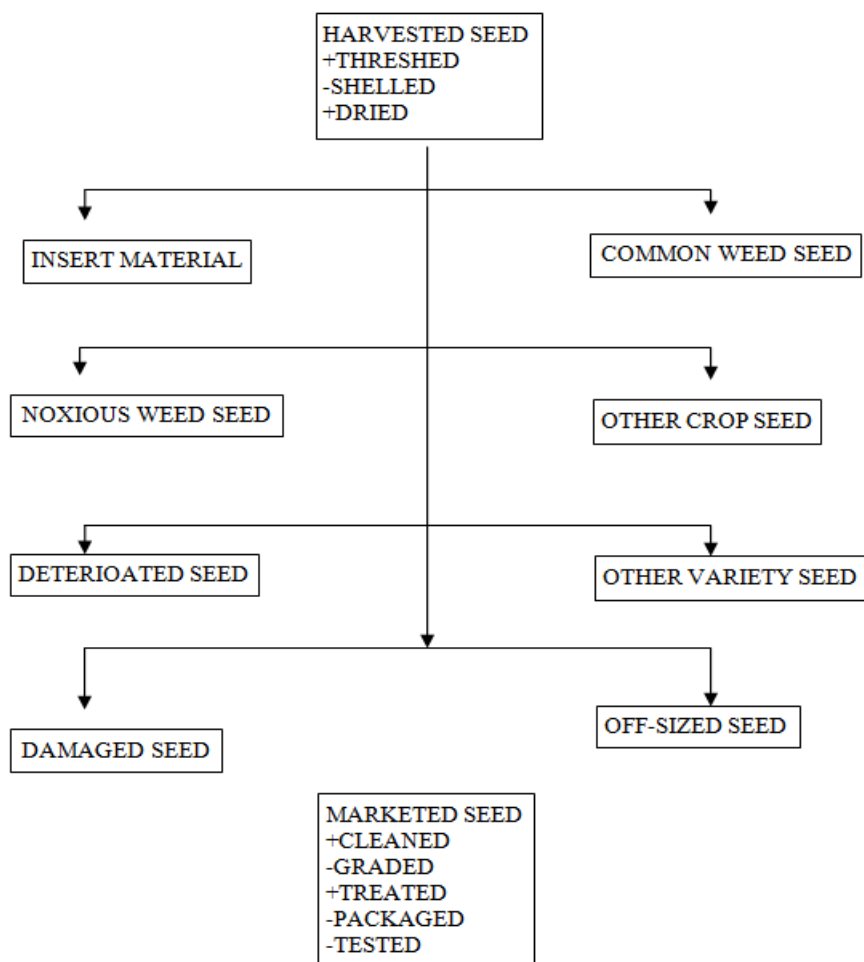 HARVESTED SEED
+THRESHED
-SHELLED
+DRIED
INSERT MATERIAL
COMMON WEED SEED
NOXIOUS WEED SEED
OTHER CROP SEED
DETERIOATED SEED
OTHER VARIETY SEED
DAMAGED SEED
OFF-SIZED SEED
MARKETED SEED
+CLEANED
-GRADED
+TREATED
-PACKAGED
-TESTED